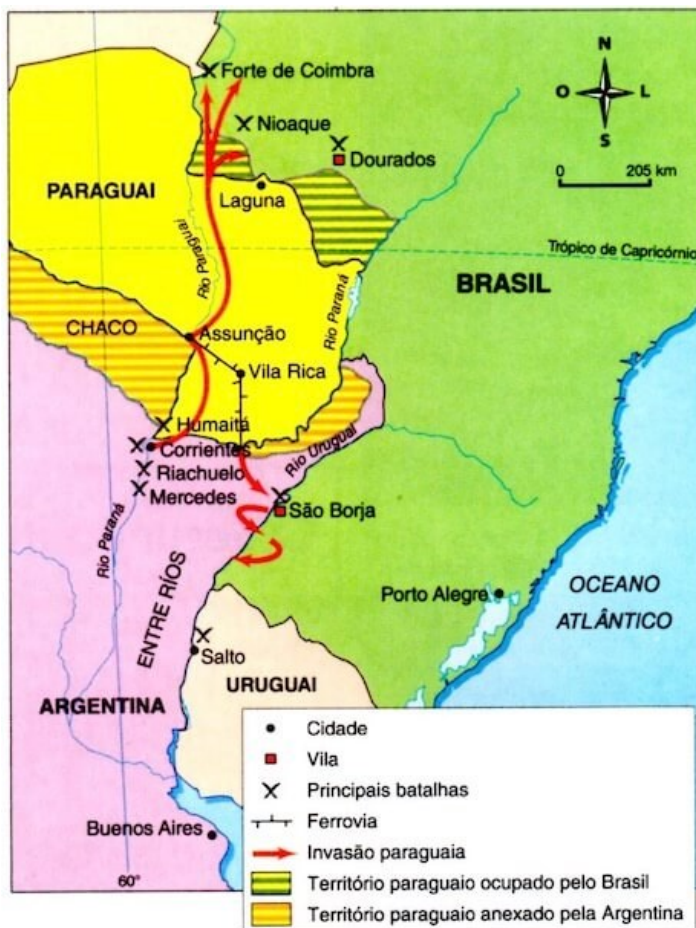 N
O
L
S
0
205 km
Forte de Coimbra
Nioaque
Dourados
PARAGUAI
Laguna
Rio Paraguai
Trópico de Capricórnio
BRASIL
Rio Paraná
CHACO
Assunção
Vila Rica
Humaitá
Corrientes
Riachuelo
Mercedes
Rio Uruguai
São Borja
Rio Paraná
ENTRE RÍOS
Porto Alegre
OCEANO
ATLÂNTICO
Salto
URUGUAI
ARGENTINA
Buenos Aires
60°
Cidade
Vila
Principais batalhas
Ferrovia
Invasão paraguaia
Território paraguaio ocupado pelo Brasil
Território paraguaio anexado pela Argentina